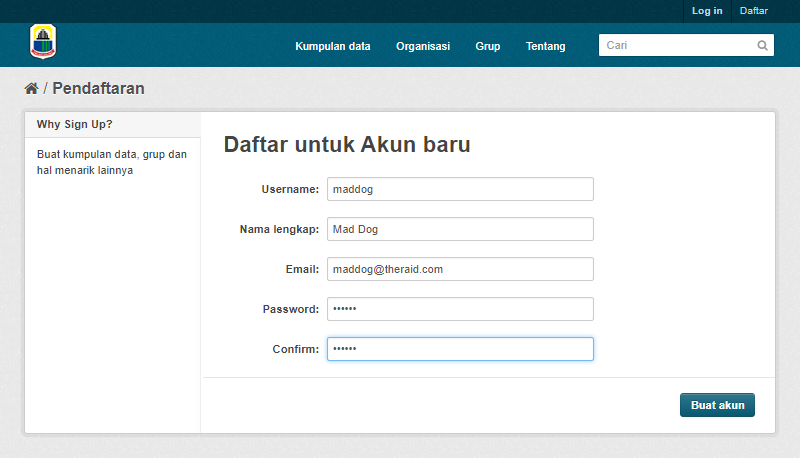 Log in Daftar
Kumpulan data Organisasi Grup Tentang Cari
/ Pendaftaran
Why Sign Up?
Buat kumpulan data, grup dan
hal menarik lainnya
Daftar untuk Akun baru
Username: maddog
Nama lengkap: Mad Dog
Email: maddog@theraid.com
Password: ••••••
Confirm: ••••••
Buat akun